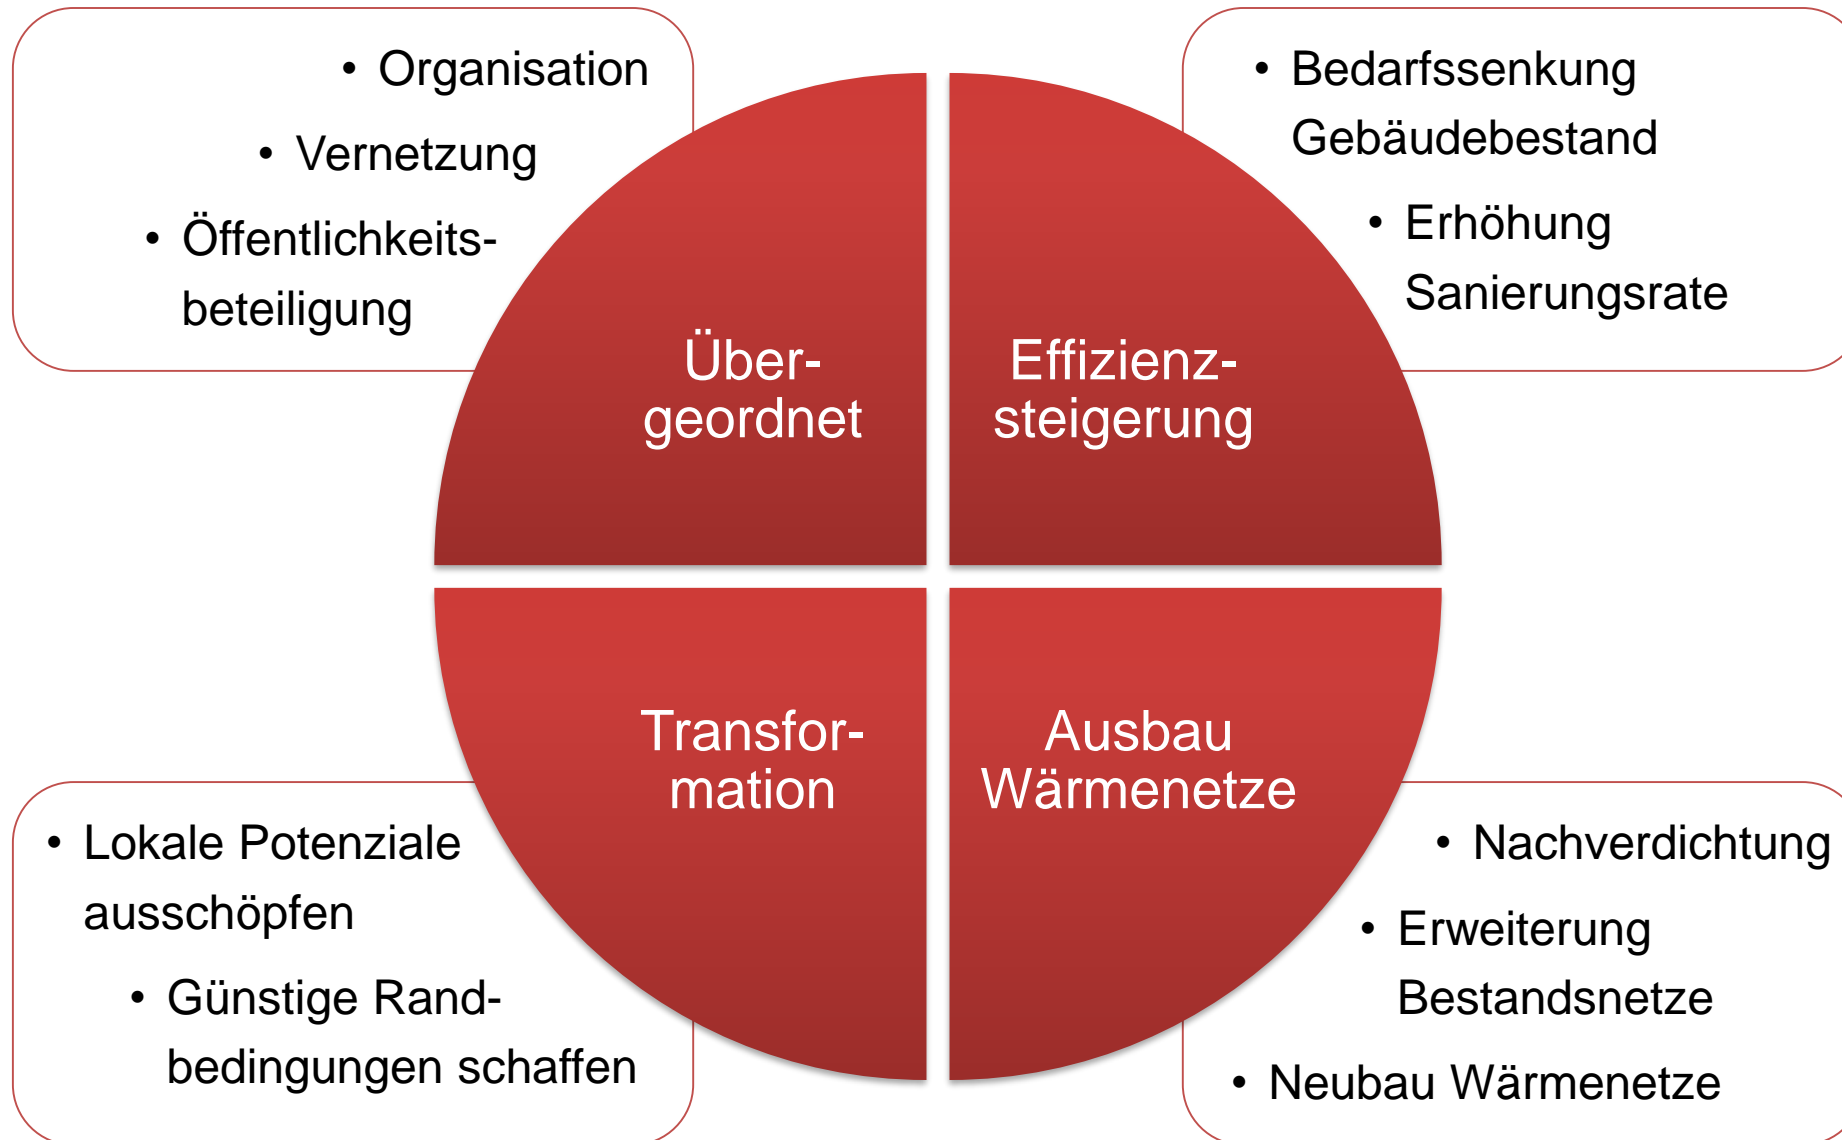 • Organisation
• Vernetzung
• Öffentlichkeits-
beteiligung
Über-
geordnet
• Bedarfssenkung
Gebäudebestand
• Erhöhung
Sanierungsrate
Effizienz-
steigerung
Transfor-
mation
• Lokale Potenziale
ausschöpfen
• Günstige Rand-
bedingungen schaffen
Ausbau
Wärmenetze
• Nachverdichtung
• Erweiterung
Bestandsnetze
• Neubau Wärmenetze